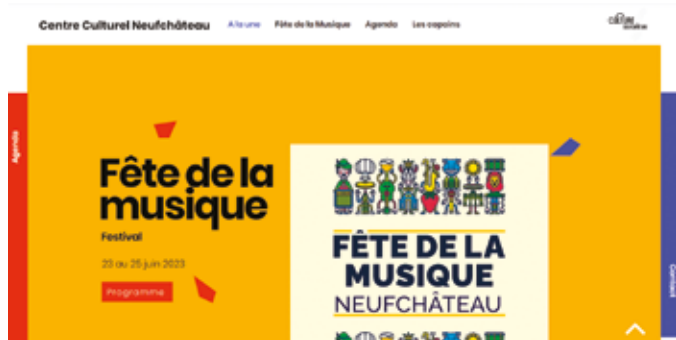 Centre Culturel Neufchâteau
A la une
Fête de la Musique
Agenda
Les copains
Agenda
Fête de la
musique
Festival
23 au 25 juin 2023
Programme
FÊTE DE LA
MUSIQUE
NEUFCHÂTEAU
Contact